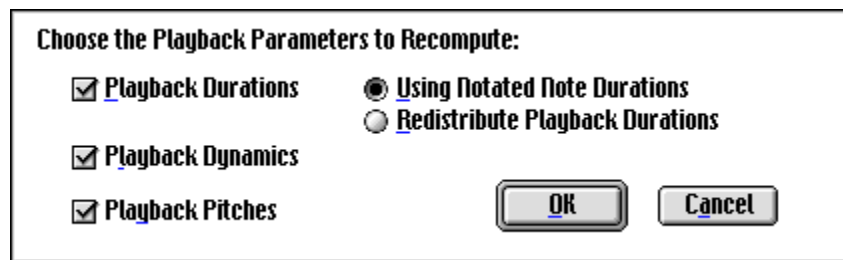 Choose the Playback Parameters to Recompute:
Playback Durations
Using Notated Note Durations
Redistribute Playback Durations
Playback Dynamics
Playback Pitches
OK
Cancel